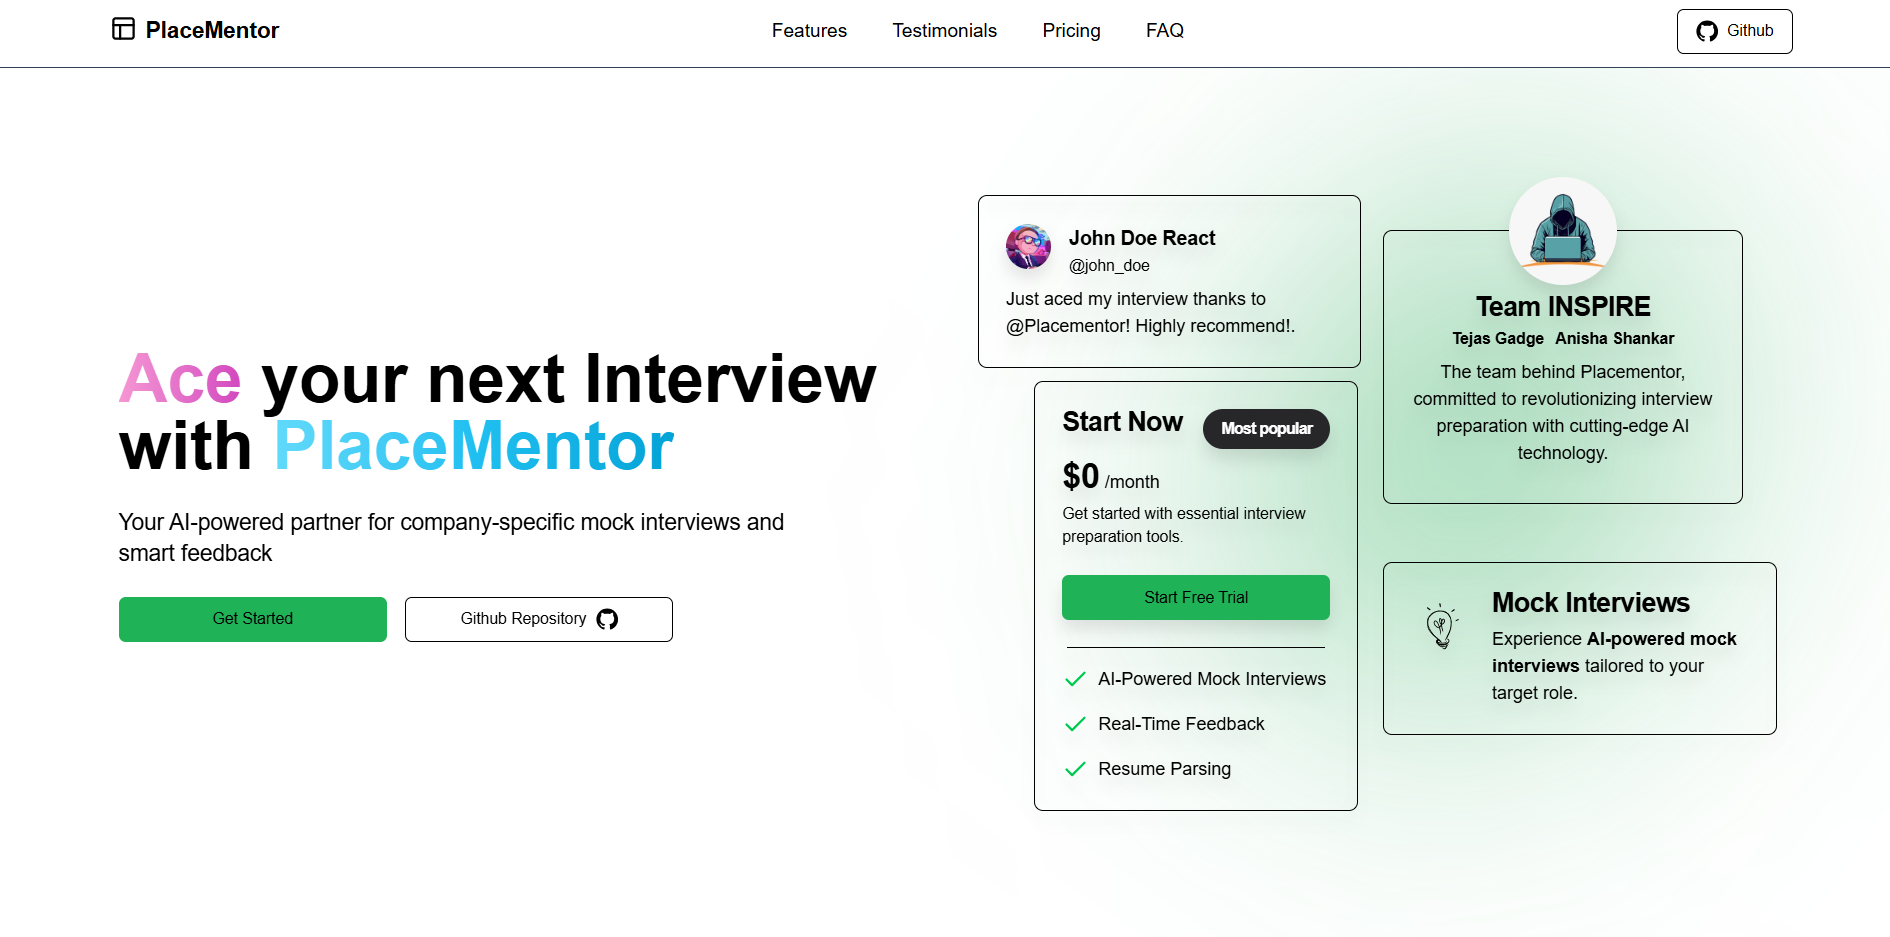 PlaceMentor
Features
Testimonials
Pricing
FAQ
Github
Ace your next Interview
with PlaceMentor
Your AI-powered partner for company-specific mock interviews and
smart feedback
Get Started
Github Repository
John Doe React
@john_doe
Just aced my interview thanks to
@Placementor! Highly recommend!.
Start Now
Most popular
$0 /month
Get started with essential interview
preparation tools.
Start Free Trial
AI-Powered Mock Interviews
Real-Time Feedback
Resume Parsing
Team INSPIRE
Tejas Gadge Anisha Shankar
The team behind Placementor,
committed to revolutionizing interview
preparation with cutting-edge AI
technology.
Mock Interviews
Experience AI-powered mock
interviews tailored to your
target role.